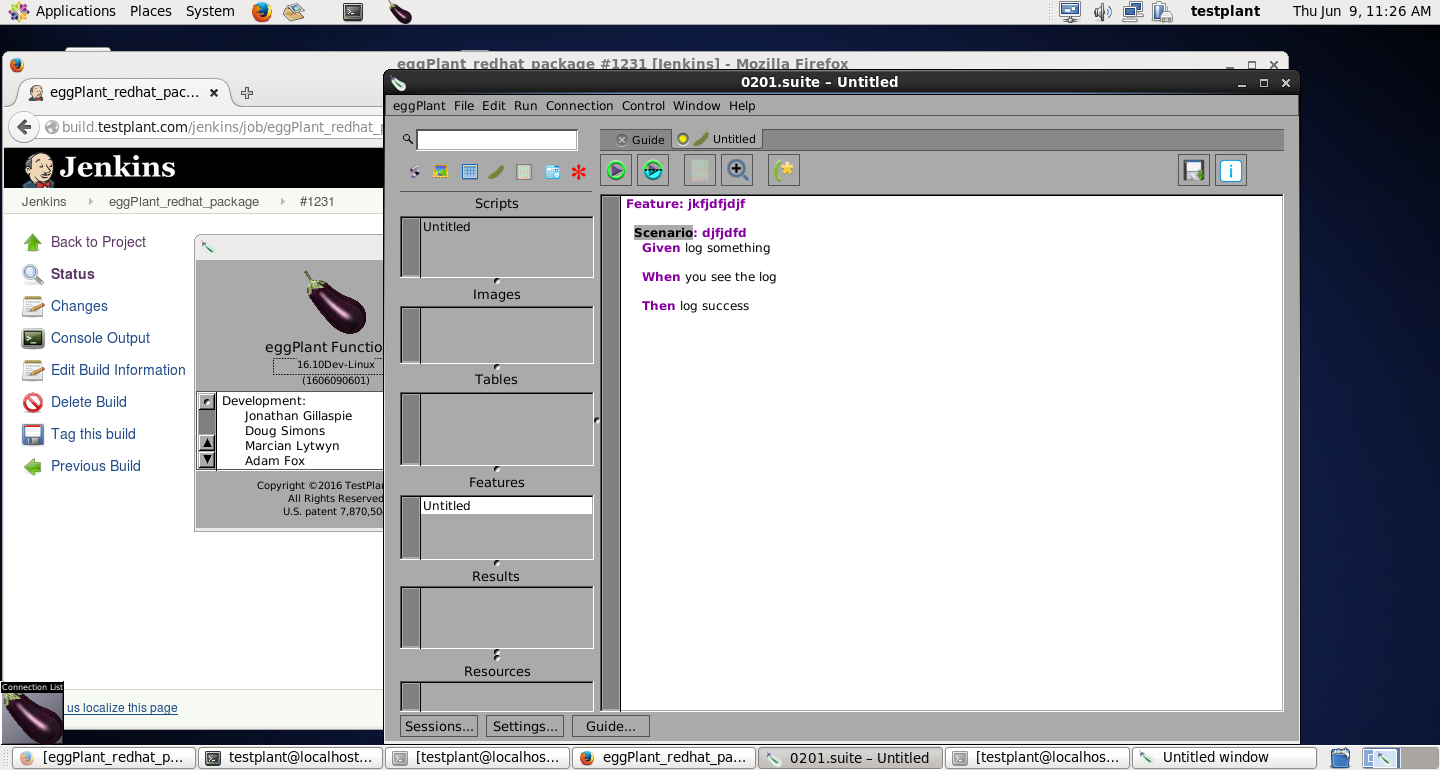 Applications Places System
testplant Thu Jun 9, 11:26 AM
eggPlant_redhat_package #1231 [Jenkins] - Mozilla Firefox
eggPlant_redhat_pac...
build.testplant.com/jenkins/job/eggPlant_redhat_
Jenkins
Jenkins eggPlant_redhat_package #1231
Back to Project
Status
Changes
Console Output
Edit Build Information
Delete Build
Tag this build
Previous Build
eggPlant Functio
16.10Dev-Linux
(1606090601)
Development:
Jonathan Gillaspie
Doug Simons
Marcian Lytwyn
Adam Fox
Copyright ©2016 TestPlan
All Rights Reserved
U.S. patent 7,870,50
us localize this page
Connection List
0201.suite – Untitled
eggPlant File Edit Run Connection Control Window Help
Guide Untitled
Scripts
Untitled
Images
Tables
Features
Untitled
Results
Resources
Feature: jkfjdfjdjf
Scenario: djfjdfd
Given log something
When you see the log
Then log success
Sessions... Settings... Guide...
[eggPlant_redhat_p... testplant@localhost... [testplant@localhos... eggPlant_redhat_pa... 0201.suite – Untitled [testplant@localhos... Untitled window